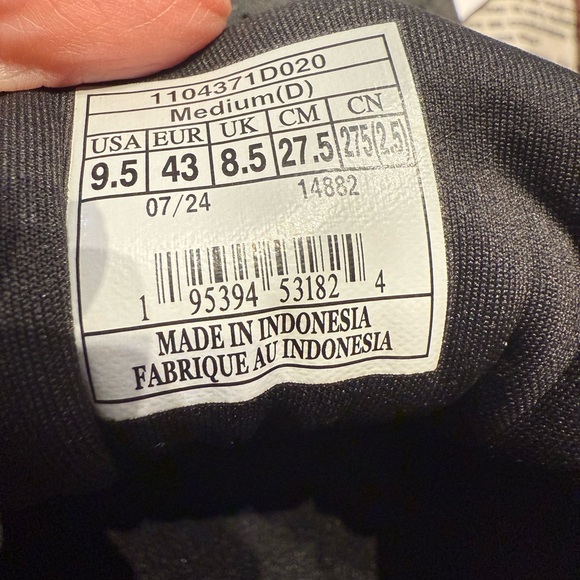 1104371D020
Medium(D)
USA EUR UK CM CN
9.5 43 8.5 27.5 275(2.5)
07/24 14882
1 95394 53182 4
MADE IN INDONESIA
FABRIQUE AU INDONESIA